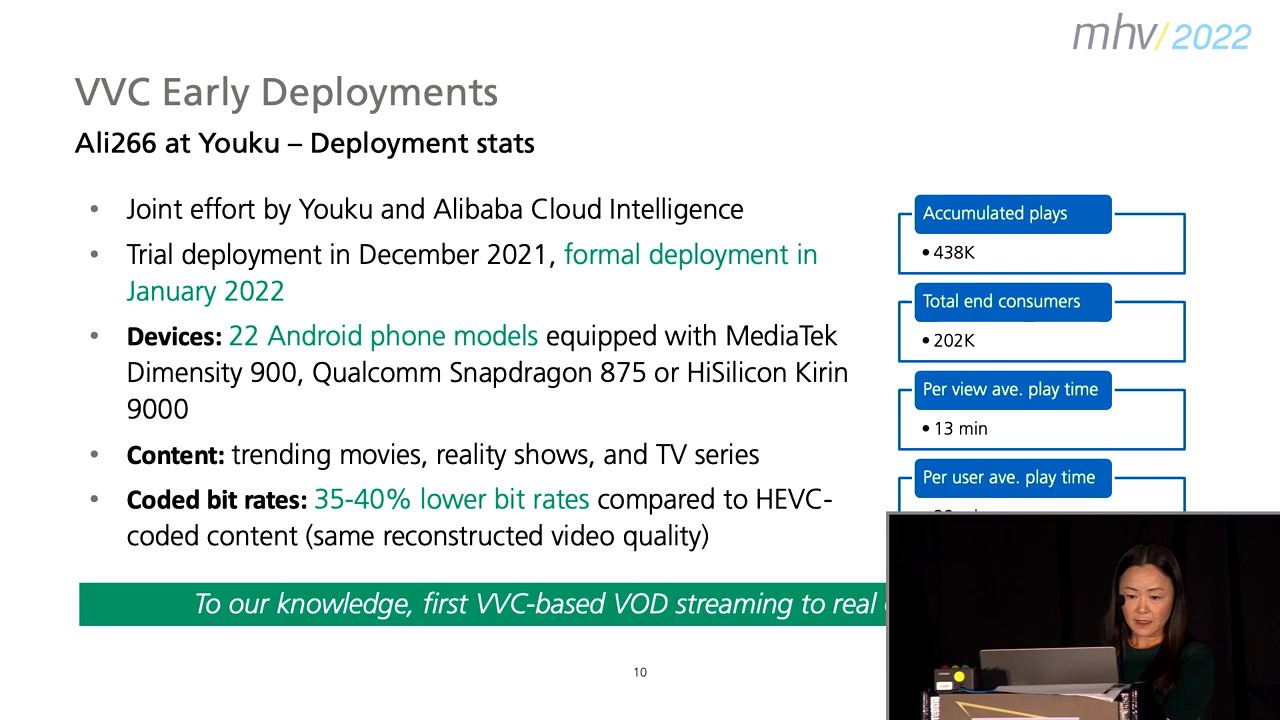 mhv/2022
VVC Early Deployments
Ali266 at Youku – Deployment stats
• Joint effort by Youku and Alibaba Cloud Intelligence
• Trial deployment in December 2021, formal deployment in
January 2022
• Devices: 22 Android phone models equipped with MediaTek
Dimensity 900, Qualcomm Snapdragon 875 or HiSilicon Kirin
9000
• Content: trending movies, reality shows, and TV series
• Coded bit rates: 35-40% lower bit rates compared to HEVC-
coded content (same reconstructed video quality)
Accumulated plays
• 438K
Total end consumers
• 202K
Per view ave. play time
• 13 min
Per user ave. play time
To our knowledge, first VVC-based VOD streaming to real
10